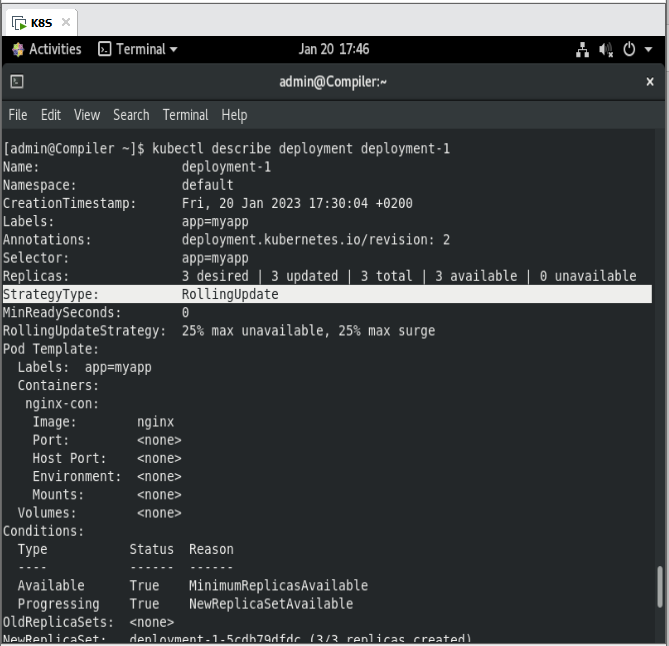 K8S
Activities Terminal Jan 20 17:46
admin@Compiler:~
File Edit View Search Terminal Help
[admin@Compiler ~]$ kubectl describe deployment deployment-1
Name: deployment-1
Namespace: default
CreationTimestamp: Fri, 20 Jan 2023 17:30:04 +0200
Labels: app=myapp
Annotations: deployment.kubernetes.io/revision: 2
Selector: app=myapp
Replicas: 3 desired | 3 updated | 3 total | 3 available | 0 unavailable
StrategyType: RollingUpdate
MinReadySeconds: 0
RollingUpdateStrategy: 25% max unavailable, 25% max surge
Pod Template:
Labels: app=myapp
Containers:
nginx-con:
Image: nginx
Port: <none>
Host Port: <none>
Environment: <none>
Mounts: <none>
Volumes: <none>
Conditions:
Type Status Reason
---- ------ ------
Available True MinimumReplicasAvailable
Progressing True NewReplicaSetAvailable
OldReplicaSets: <none>
NewReplicaSet: deployment-1-5cdb79dfdc (3/3 replicas created)